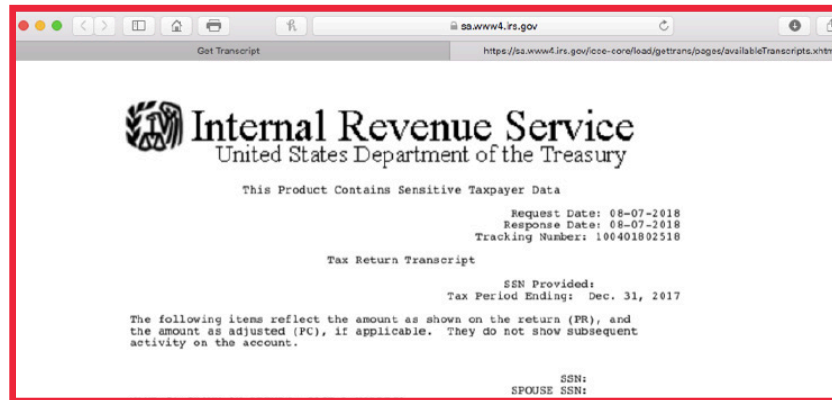 sa.www4.irs.gov
Get Transcript
https://sa.www4.irs.gov/icce-core/load/gettrans/pages/availableTranscripts.xhtm
Internal Revenue Service
United States Department of the Treasury
This Product Contains Sensitive Taxpayer Data
Request Date: 08-07-2018
Response Date: 08-07-2018
Tracking Number: 100401802518
Tax Return Transcript
SSN Provided:
Tax Period Ending: Dec. 31, 2017
The following items reflect the amount as shown on the return (PR), and
the amount as adjusted (PC), if applicable. They do not show subsequent
activity on the account.
SSN:
SPOUSE SSN: